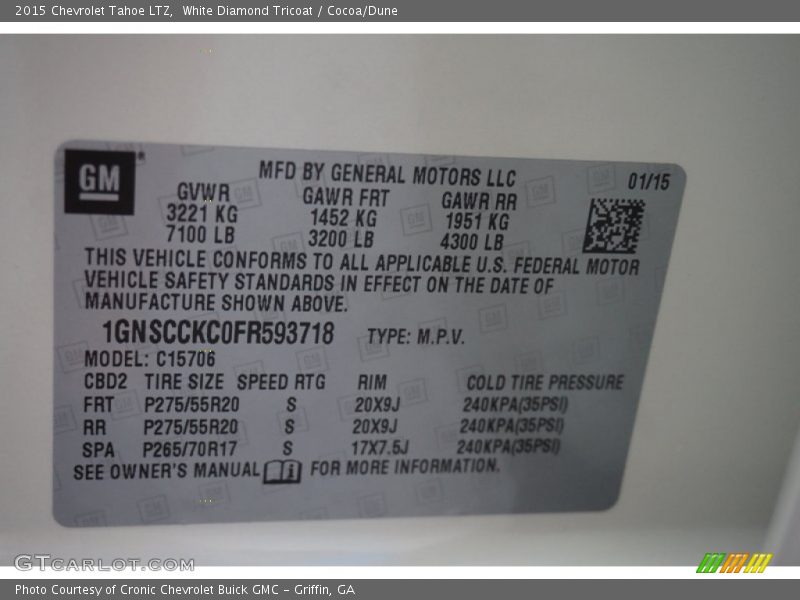 2015 Chevrolet Tahoe LTZ,  White Diamond Tricoat / Cocoa/Dune
GM®
MFD BY GENERAL MOTORS LLC
01/15
GVWR GAWR FRT GAWR RR
3221 KG 1452 KG 1951 KG
7100 LB 3200 LB 4300 LB
THIS VEHICLE CONFORMS TO ALL APPLICABLE U.S. FEDERAL MOTOR
VEHICLE SAFETY STANDARDS IN EFFECT ON THE DATE OF
MANUFACTURE SHOWN ABOVE.
1GNSCCKC0FR593718 TYPE: M.P.V.
MODEL: C15706
CBD2 TIRE SIZE SPEED RTG RIM COLD TIRE PRESSURE
FRT P275/55R20 S 20X9J 240KPA(35PSI)
RR P275/55R20 S 20X9J 240KPA(35PSI)
SPA P265/70R17 S 17X7.5J 240KPA(35PSI)
SEE OWNER'S MANUAL i FOR MORE INFORMATION.
GTCARLOT.COM
Photo Courtesy of Cronic Chevrolet Buick GMC – Griffin, GA